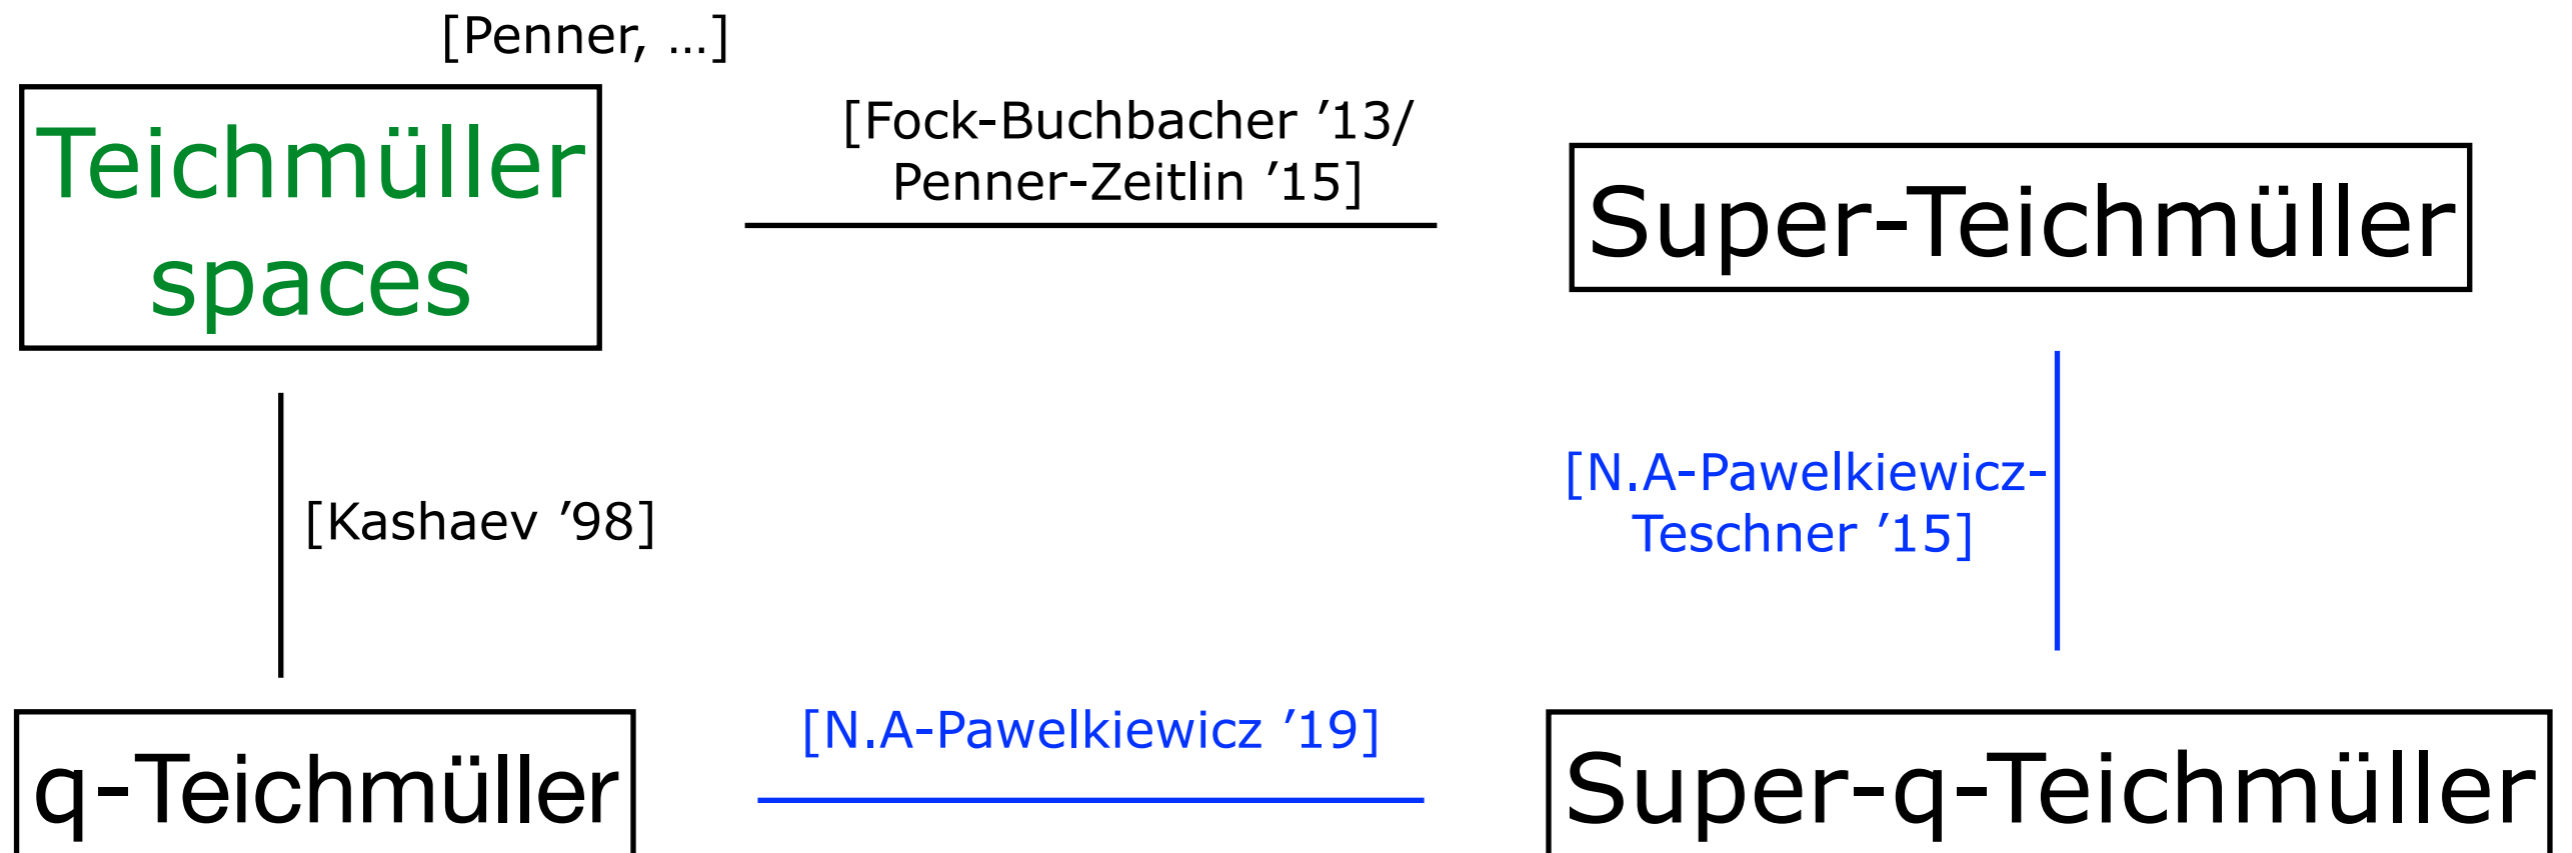 [Penner, …]
Teichmüller
spaces
[Fock-Buchbacher ’13/
Penner-Zeitlin ’15]
Super-Teichmüller
[Kashaev ’98]
[N.A-Pawelkiewicz-
Teschner ’15]
q-Teichmüller
[N.A-Pawelkiewicz ’19]
Super-q-Teichmüller